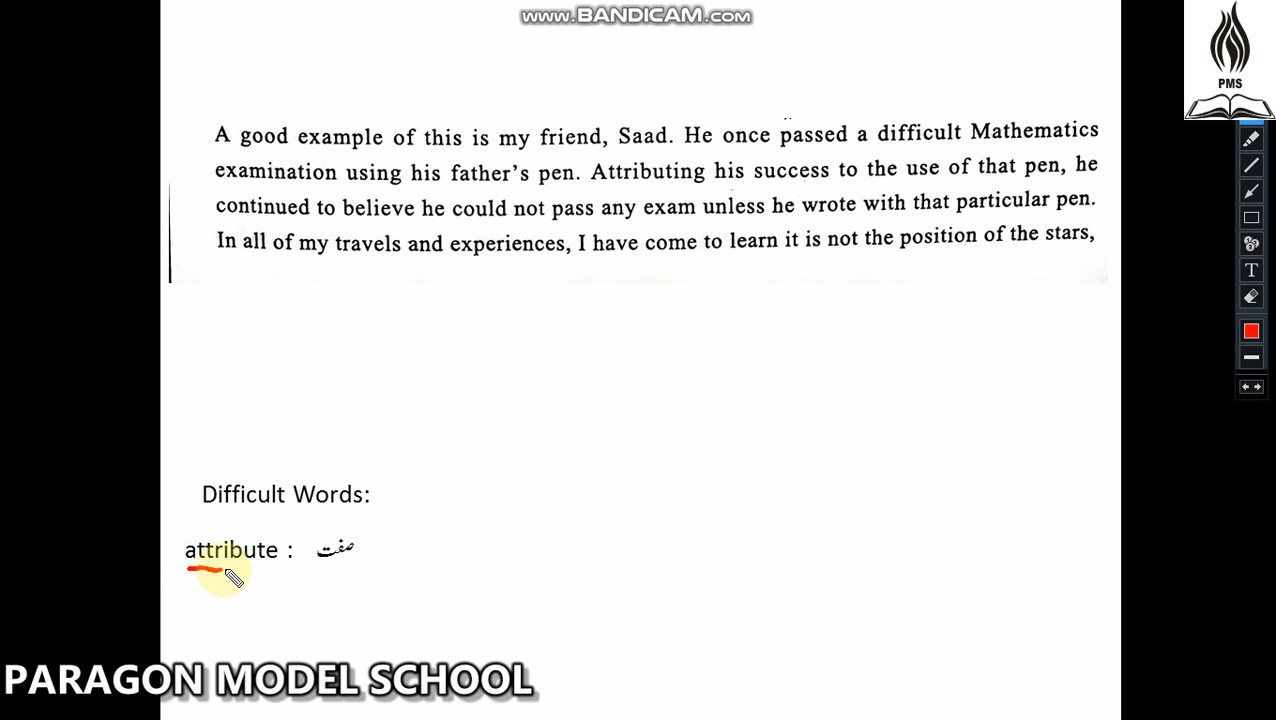 www.BANDICAM.com
PMS
A good example of this is my friend, Saad. He once passed a difficult Mathematics
examination using his father's pen. Attributing his success to the use of that pen, he
continued to believe he could not pass any exam unless he wrote with that particular pen.
In all of my travels and experiences, I have come to learn it is not the position of the stars,
T
Difficult Words:
attribute : صفت
PARAGON MODEL SCHOOL